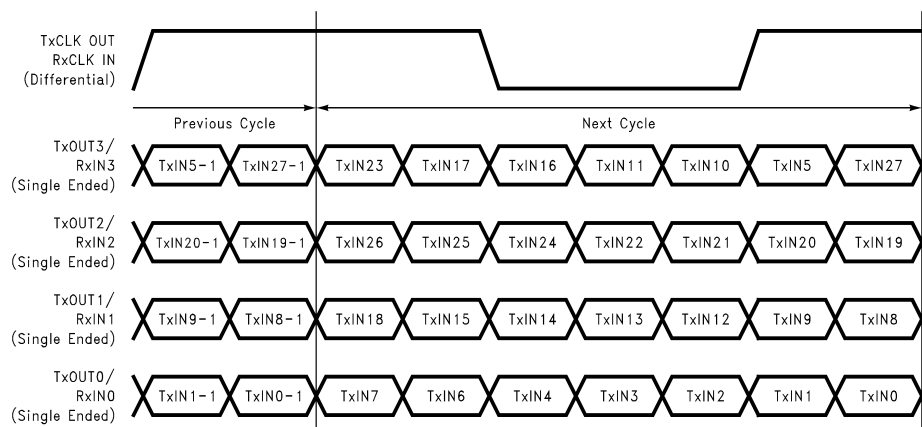 TxCLK OUT
RxCLK IN
(Differential)
Previous Cycle
Next Cycle
TxOUT3/
RxIN3
(Single Ended)
TxIN5-1 TxIN27-1 TxIN23 TxIN17 TxIN16 TxIN11 TxIN10 TxIN5 TxIN27
TxOUT2/
RxIN2
(Single Ended)
TxIN20-1 TxIN19-1 TxIN26 TxIN25 TxIN24 TxIN22 TxIN21 TxIN20 TxIN19
TxOUT1/
RxIN1
(Single Ended)
TxIN9-1 TxIN8-1 TxIN18 TxIN15 TxIN14 TxIN13 TxIN12 TxIN9 TxIN8
TxOUT0/
RxIN0
(Single Ended)
TxIN1-1 TxIN0-1 TxIN7 TxIN6 TxIN4 TxIN3 TxIN2 TxIN1 TxIN0